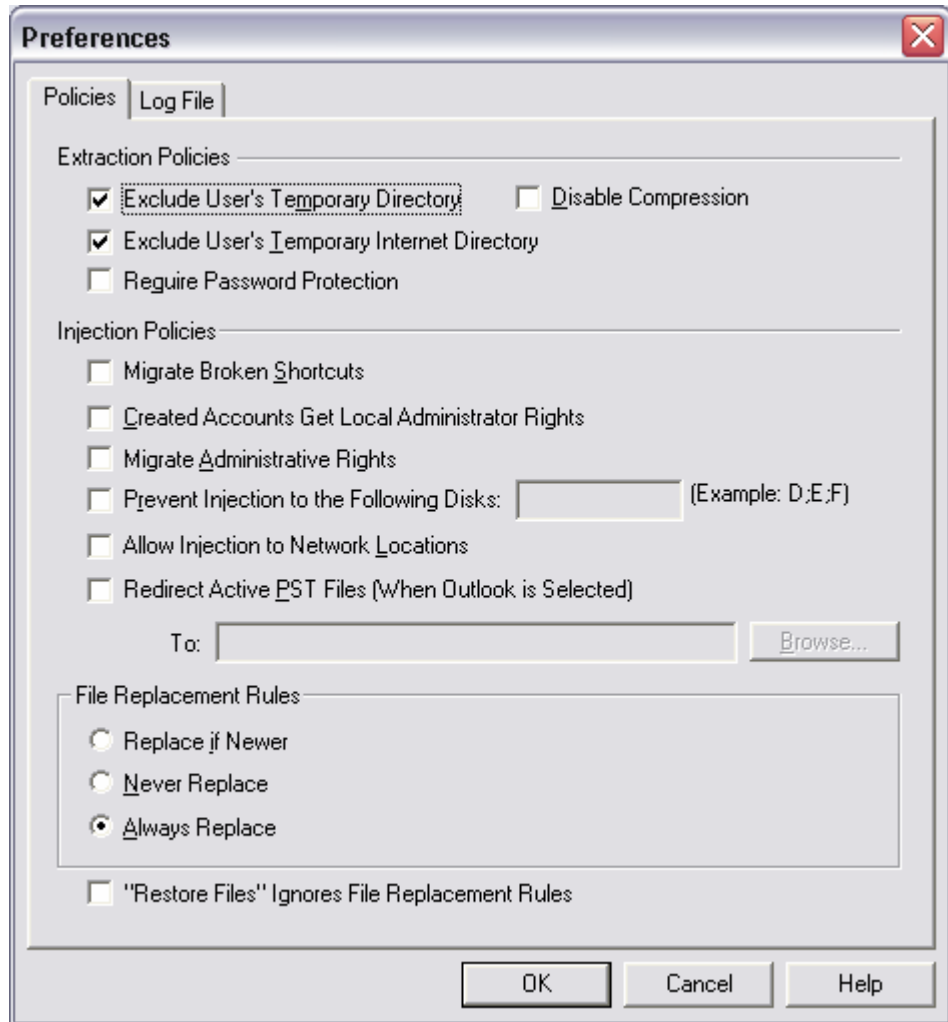 Preferences
Policies
Log File
Extraction Policies
Exclude User's Temporary Directory
Disable Compression
Exclude User's Temporary Internet Directory
Reguire Password Protection
Injection Policies
Migrate Broken Shortcuts
Created Accounts Get Local Administrator Rights
Migrate Administrative Rights
Prevent Injection to the Following Disks:
(Example: D;E;F)
Allow Injection to Network Locations
Redirect Active PST Files (When Outlook is Selected)
To:
Browse...
File Replacement Rules
Replace if Newer
Never Replace
Always Replace
"Restore Files" Ignores File Replacement Rules
OK
Cancel
Help